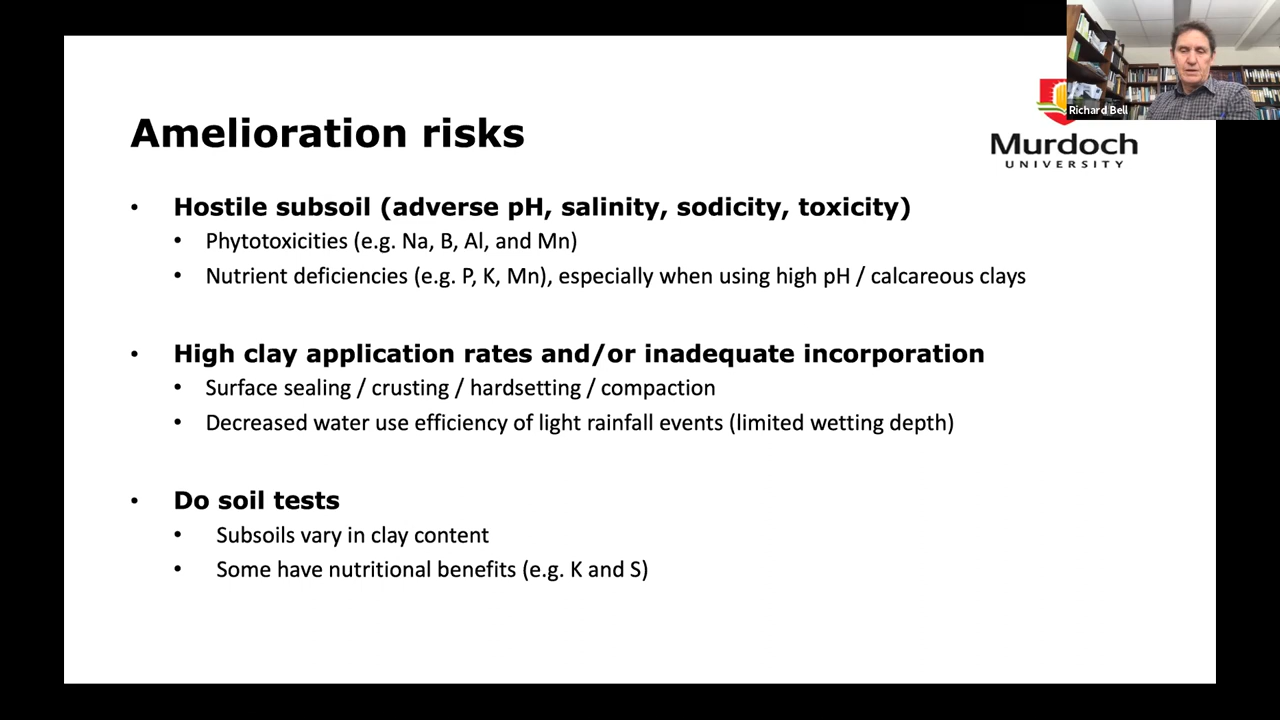 Richard Bell
Murdoch
UNIVERSITY
Amelioration risks
• Hostile subsoil (adverse pH, salinity, sodicity, toxicity)
• Phytotoxicities (e.g. Na, B, Al, and Mn)
• Nutrient deficiencies (e.g. P, K, Mn), especially when using high pH / calcareous clays
• High clay application rates and/or inadequate incorporation
• Surface sealing / crusting / hardsetting / compaction
• Decreased water use efficiency of light rainfall events (limited wetting depth)
• Do soil tests
• Subsoils vary in clay content
• Some have nutritional benefits (e.g. K and S)